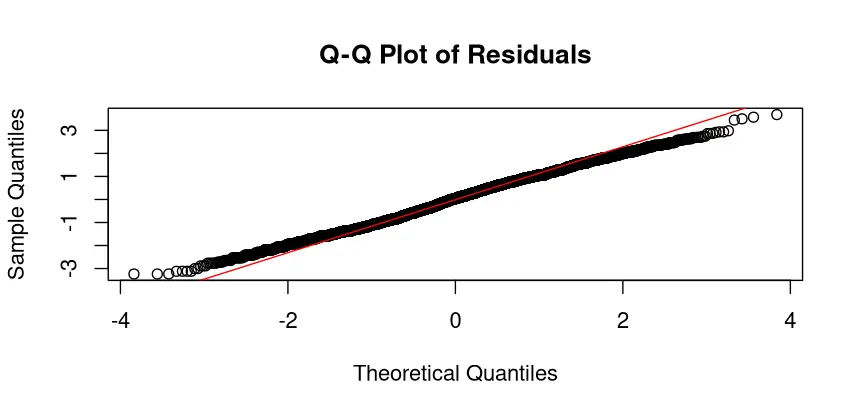 Q-Q Plot of Residuals
Sample Quantiles
3
1
-1
-3
-4 -2 0 2 4
Theoretical Quantiles